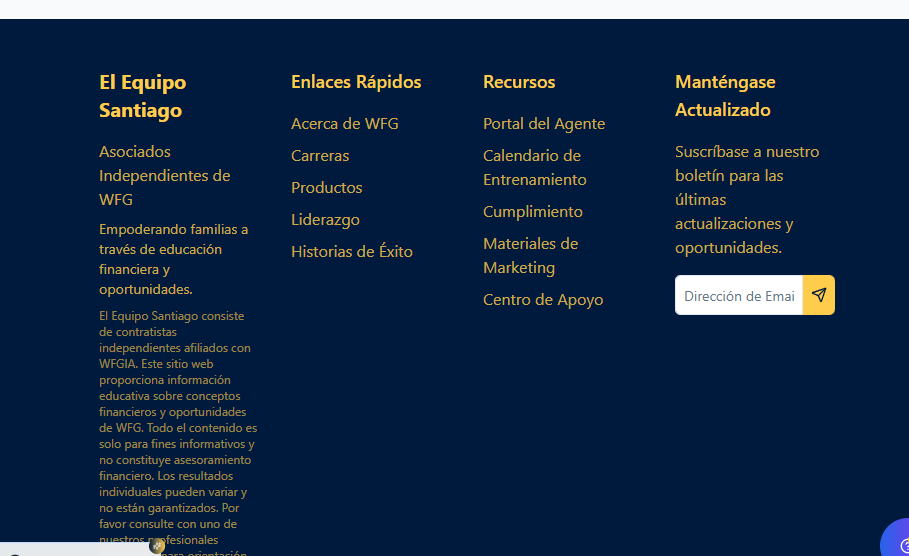 El Equipo
Santiago
Asociados
Independientes de
WFG
Empoderando familias a
través de educación
financiera y
oportunidades.
El Equipo Santiago consiste
de contratistas
independientes afiliados con
WFGIA. Este sitio web
proporciona información
educativa sobre conceptos
financieros y oportunidades
de WFG. Todo el contenido es
solo para fines informativos y
no constituye asesoramiento
financiero. Los resultados
individuales pueden variar y
no están garantizados. Por
favor consulte con uno de
nuestros profesionales
para orientación
Enlaces Rápidos
Acerca de WFG
Carreras
Productos
Liderazgo
Historias de Éxito
Recursos
Portal del Agente
Calendario de
Entrenamiento
Cumplimiento
Materiales de
Marketing
Centro de Apoyo
Manténgase
Actualizado
Suscríbase a nuestro
boletín para las
últimas
actualizaciones y
oportunidades.
Dirección de Emai